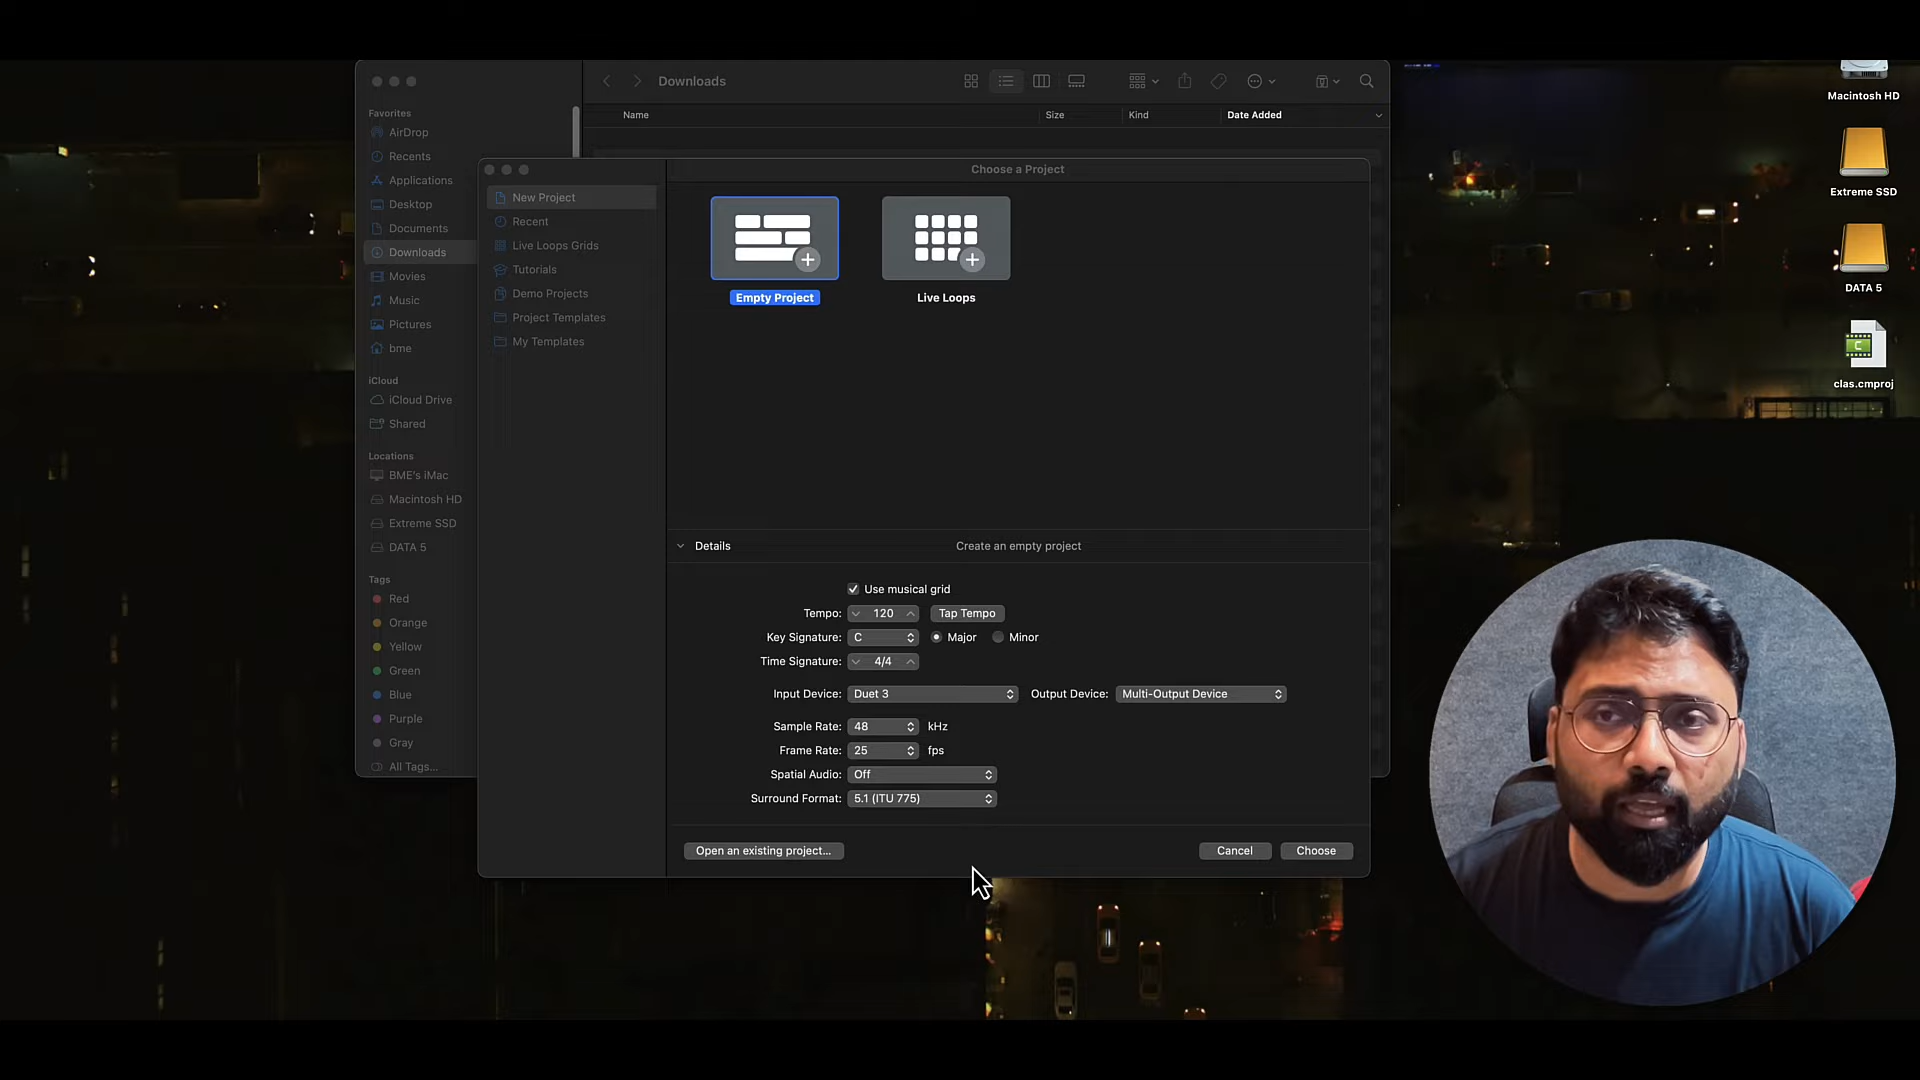 Downloads
Name Size Kind Date Added
Favorites
AirDrop
Recents
Applications
Desktop
Documents
Downloads
Movies
Music
Pictures
bme
iCloud
iCloud Drive
Shared
Locations
BME's iMac
Macintosh HD
Extreme SSD
DATA 5
Tags
Red
Orange
Yellow
Green
Blue
Purple
Gray
All Tags...
Choose a Project
New Project
Recent
Live Loops Grids
Tutorials
Demo Projects
Project Templates
My Templates
Empty Project
Live Loops
Details
Create an empty project
Use musical grid
Tempo: 120 Tap Tempo
Key Signature: C Major Minor
Time Signature: 4/4
Input Device: Duet 3 Output Device: Multi-Output Device
Sample Rate: 48 kHz
Frame Rate: 25 fps
Spatial Audio: Off
Surround Format: 5.1 (ITU 775)
Open an existing project...
Cancel
Choose
Macintosh HD
Extreme SSD
DATA 5
C
clas.cmproj